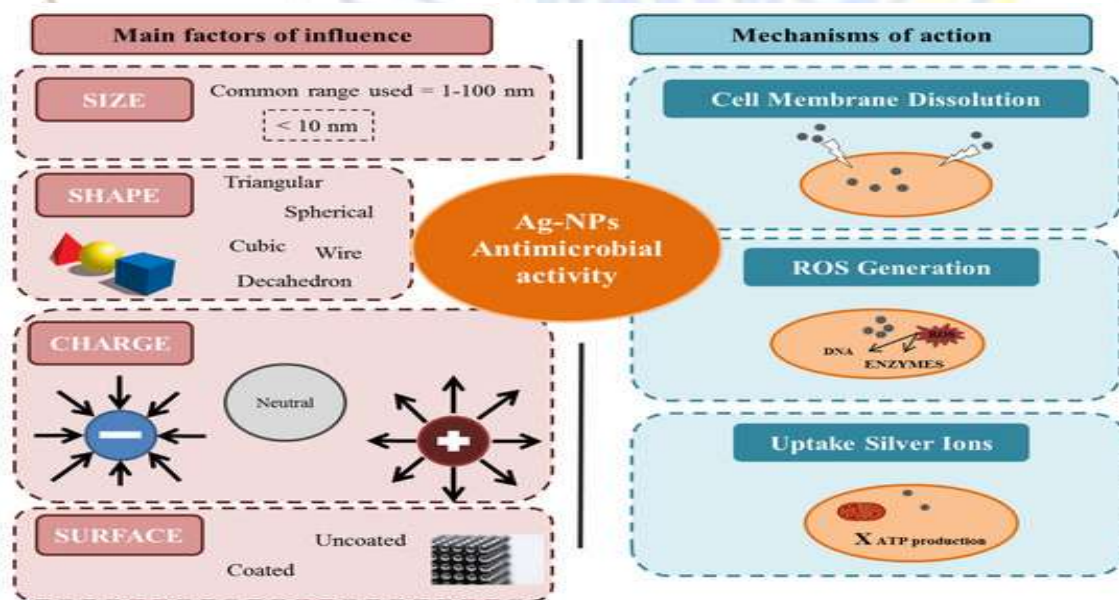 Main factors of influence
SIZE
Common range used = 1-100 nm
< 10 nm
SHAPE
Triangular
Spherical
Cubic
Wire
Decahedron
CHARGE
Neutral
SURFACE
Uncoated
Coated
Ag-NPs
Antimicrobial
activity
Mechanisms of action
Cell Membrane Dissolution
ROS Generation
ROS
DNA
ENZYMES
Uptake Silver Ions
X ATP production